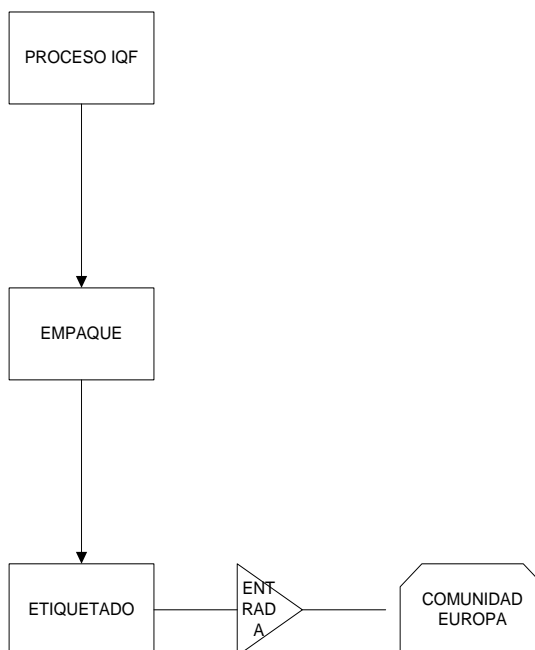 PROCESO IQF
EMPAQUE
ETIQUETADO
ENT
RAD
A
COMUNIDAD
EUROPA